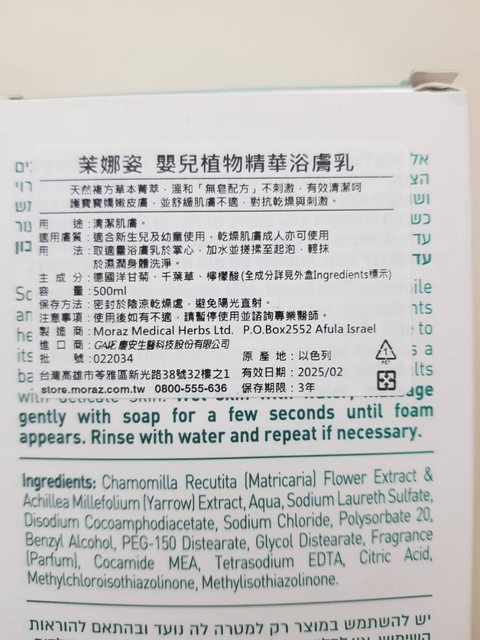 茉娜姿 嬰兒植物精華浴膚乳
天然複方草本菁萃，溫和「無皂配方」不刺激，有效清潔呵
護寶寶嬌嫩皮膚，並舒緩肌膚不適，對抗乾燥與刺激。
用 途：清潔肌膚。
適用膚質：適合新生兒及幼童使用，乾燥肌膚成人亦可使用
用 法：取適量浴膚乳於掌心，加水並搓揉至起泡，輕抹
於濕潤身體洗淨。
主 成 分：德國洋甘菊、千葉草、檸檬酸(全成分詳見外盒Ingredients標示)
容 量：500ml
保存方法：密封於陰涼乾燥處，避免陽光直射。
注意事項：使用後如有不適，請暫停使用並諮詢專業醫師。
製 造 商：Moraz Medical Herbs Ltd. P.O.Box2552 Afula Israel
進 口 商：GAVE 慶安生醫科技股份有限公司
批 號：022034 原 產 地：以色列
台灣高雄市苓雅區新光路38號32樓之1 有效日期：2025/02
store.moraz.com.tw 0800-555-636 保存期限：3年
1
PET
gently with soap for a few seconds until foam
appears. Rinse with water and repeat if necessary.
Ingredients: Chamomilla Recutita (Matricaria) Flower Extract &
Achillea Millefolium (Yarrow) Extract, Aqua, Sodium Laureth Sulfate,
Disodium Cocoamphodiacetate, Sodium Chloride, Polysorbate 20,
Benzyl Alcohol, PEG-150 Distearate, Glycol Distearate, Fragrance
(Parfum), Cocamide MEA, Tetrasodium EDTA, Citric Acid,
Methylchloroisothiazolinone, Methylisothiazolinone.
יש להשתמש במוצר רק למטרה לה נועד ובהתאם להוראות